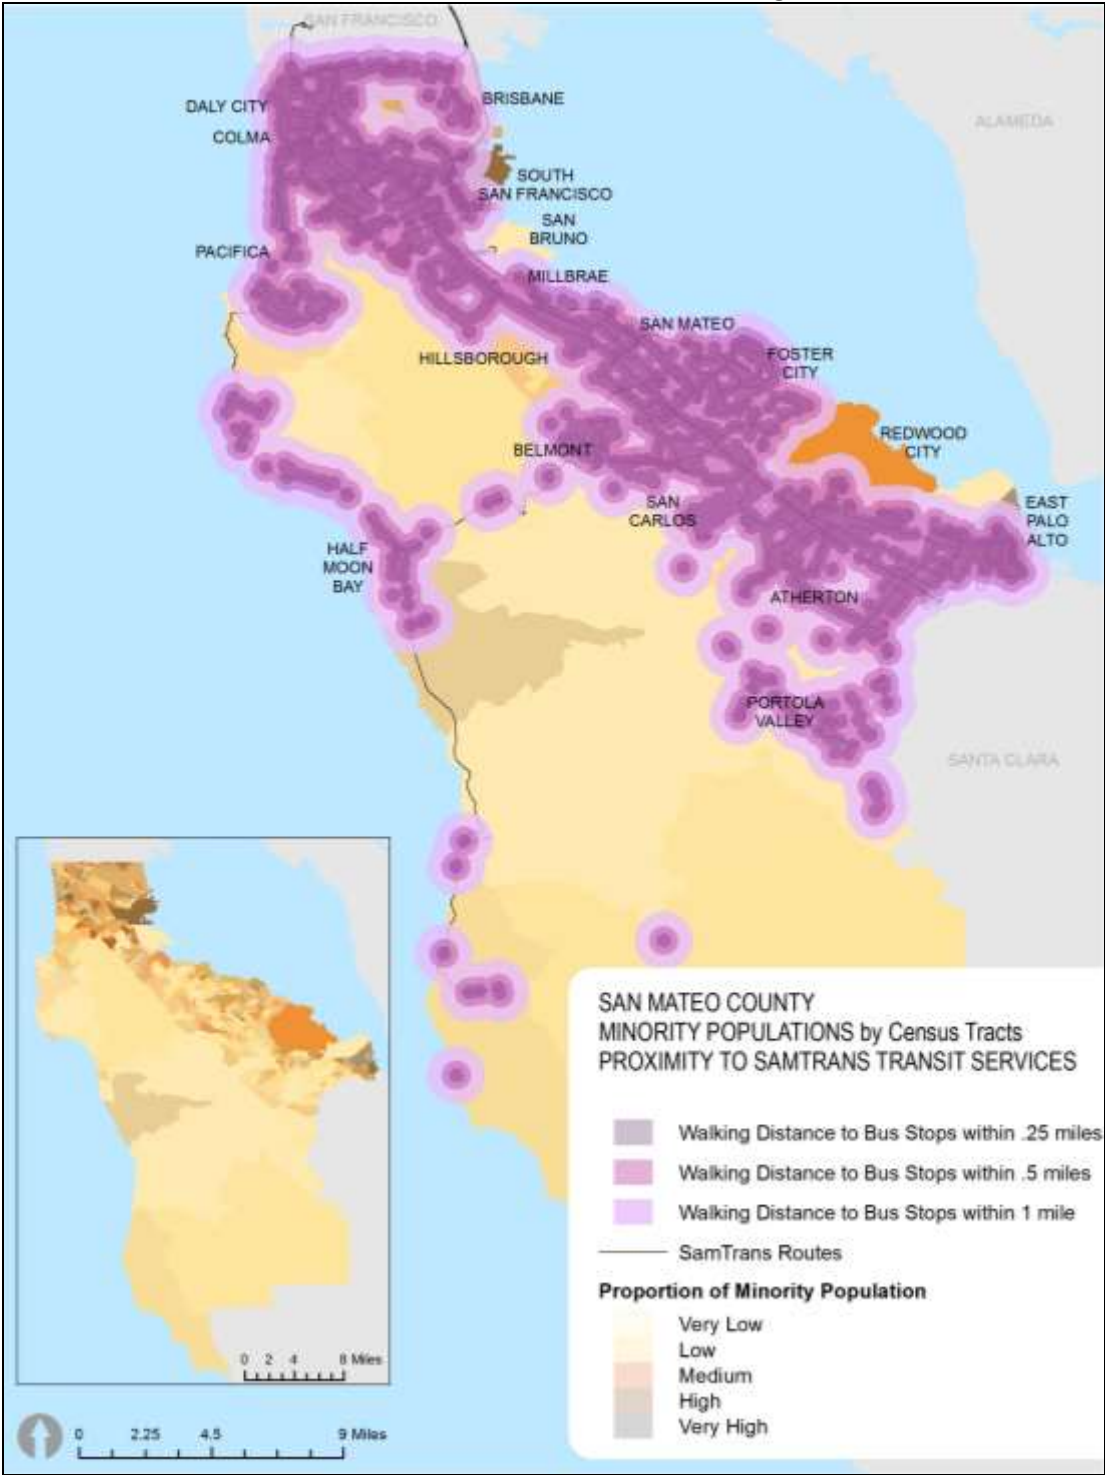 SAN FRANCISCO
DALY CITY
BRISBANE
COLMA
ALAMEDA
SOUTH
SAN FRANCISCO
SAN
BRUNO
PACIFICA
MILLBRAE
SAN MATEO
HILLSBOROUGH
FOSTER
CITY
REDWOOD
CITY
BELMONT
SAN
CARLOS
EAST
PALO
ALTO
HALF
MOON
BAY
ATHERTON
PORTOLA
VALLEY
SANTA CLARA
SAN MATEO COUNTY
MINORITY POPULATIONS by Census Tracts
PROXIMITY TO SAMTRANS TRANSIT SERVICES
Walking Distance to Bus Stops within .25 miles
Walking Distance to Bus Stops within .5 miles
Walking Distance to Bus Stops within 1 mile
SamTrans Routes
Proportion of Minority Population
Very Low
Low
Medium
High
Very High
0 2 4 8 Miles
0 2.25 4.5 9 Miles